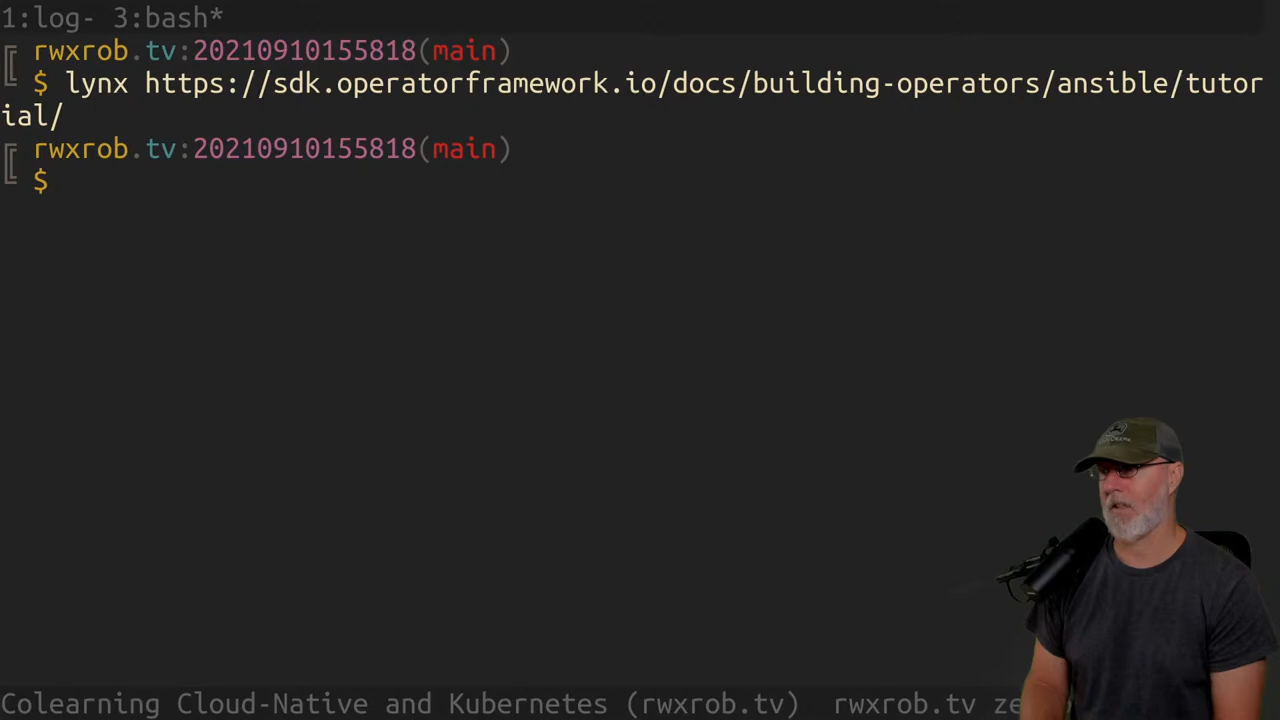 1:log- 3:bash*
rwxrob.tv:20210910155818(main)
$ lynx https://sdk.operatorframework.io/docs/building-operators/ansible/tutor
ial/
rwxrob.tv:20210910155818(main)
$
Colearning Cloud-Native and Kubernetes (rwxrob.tv) rwxrob.tv ze